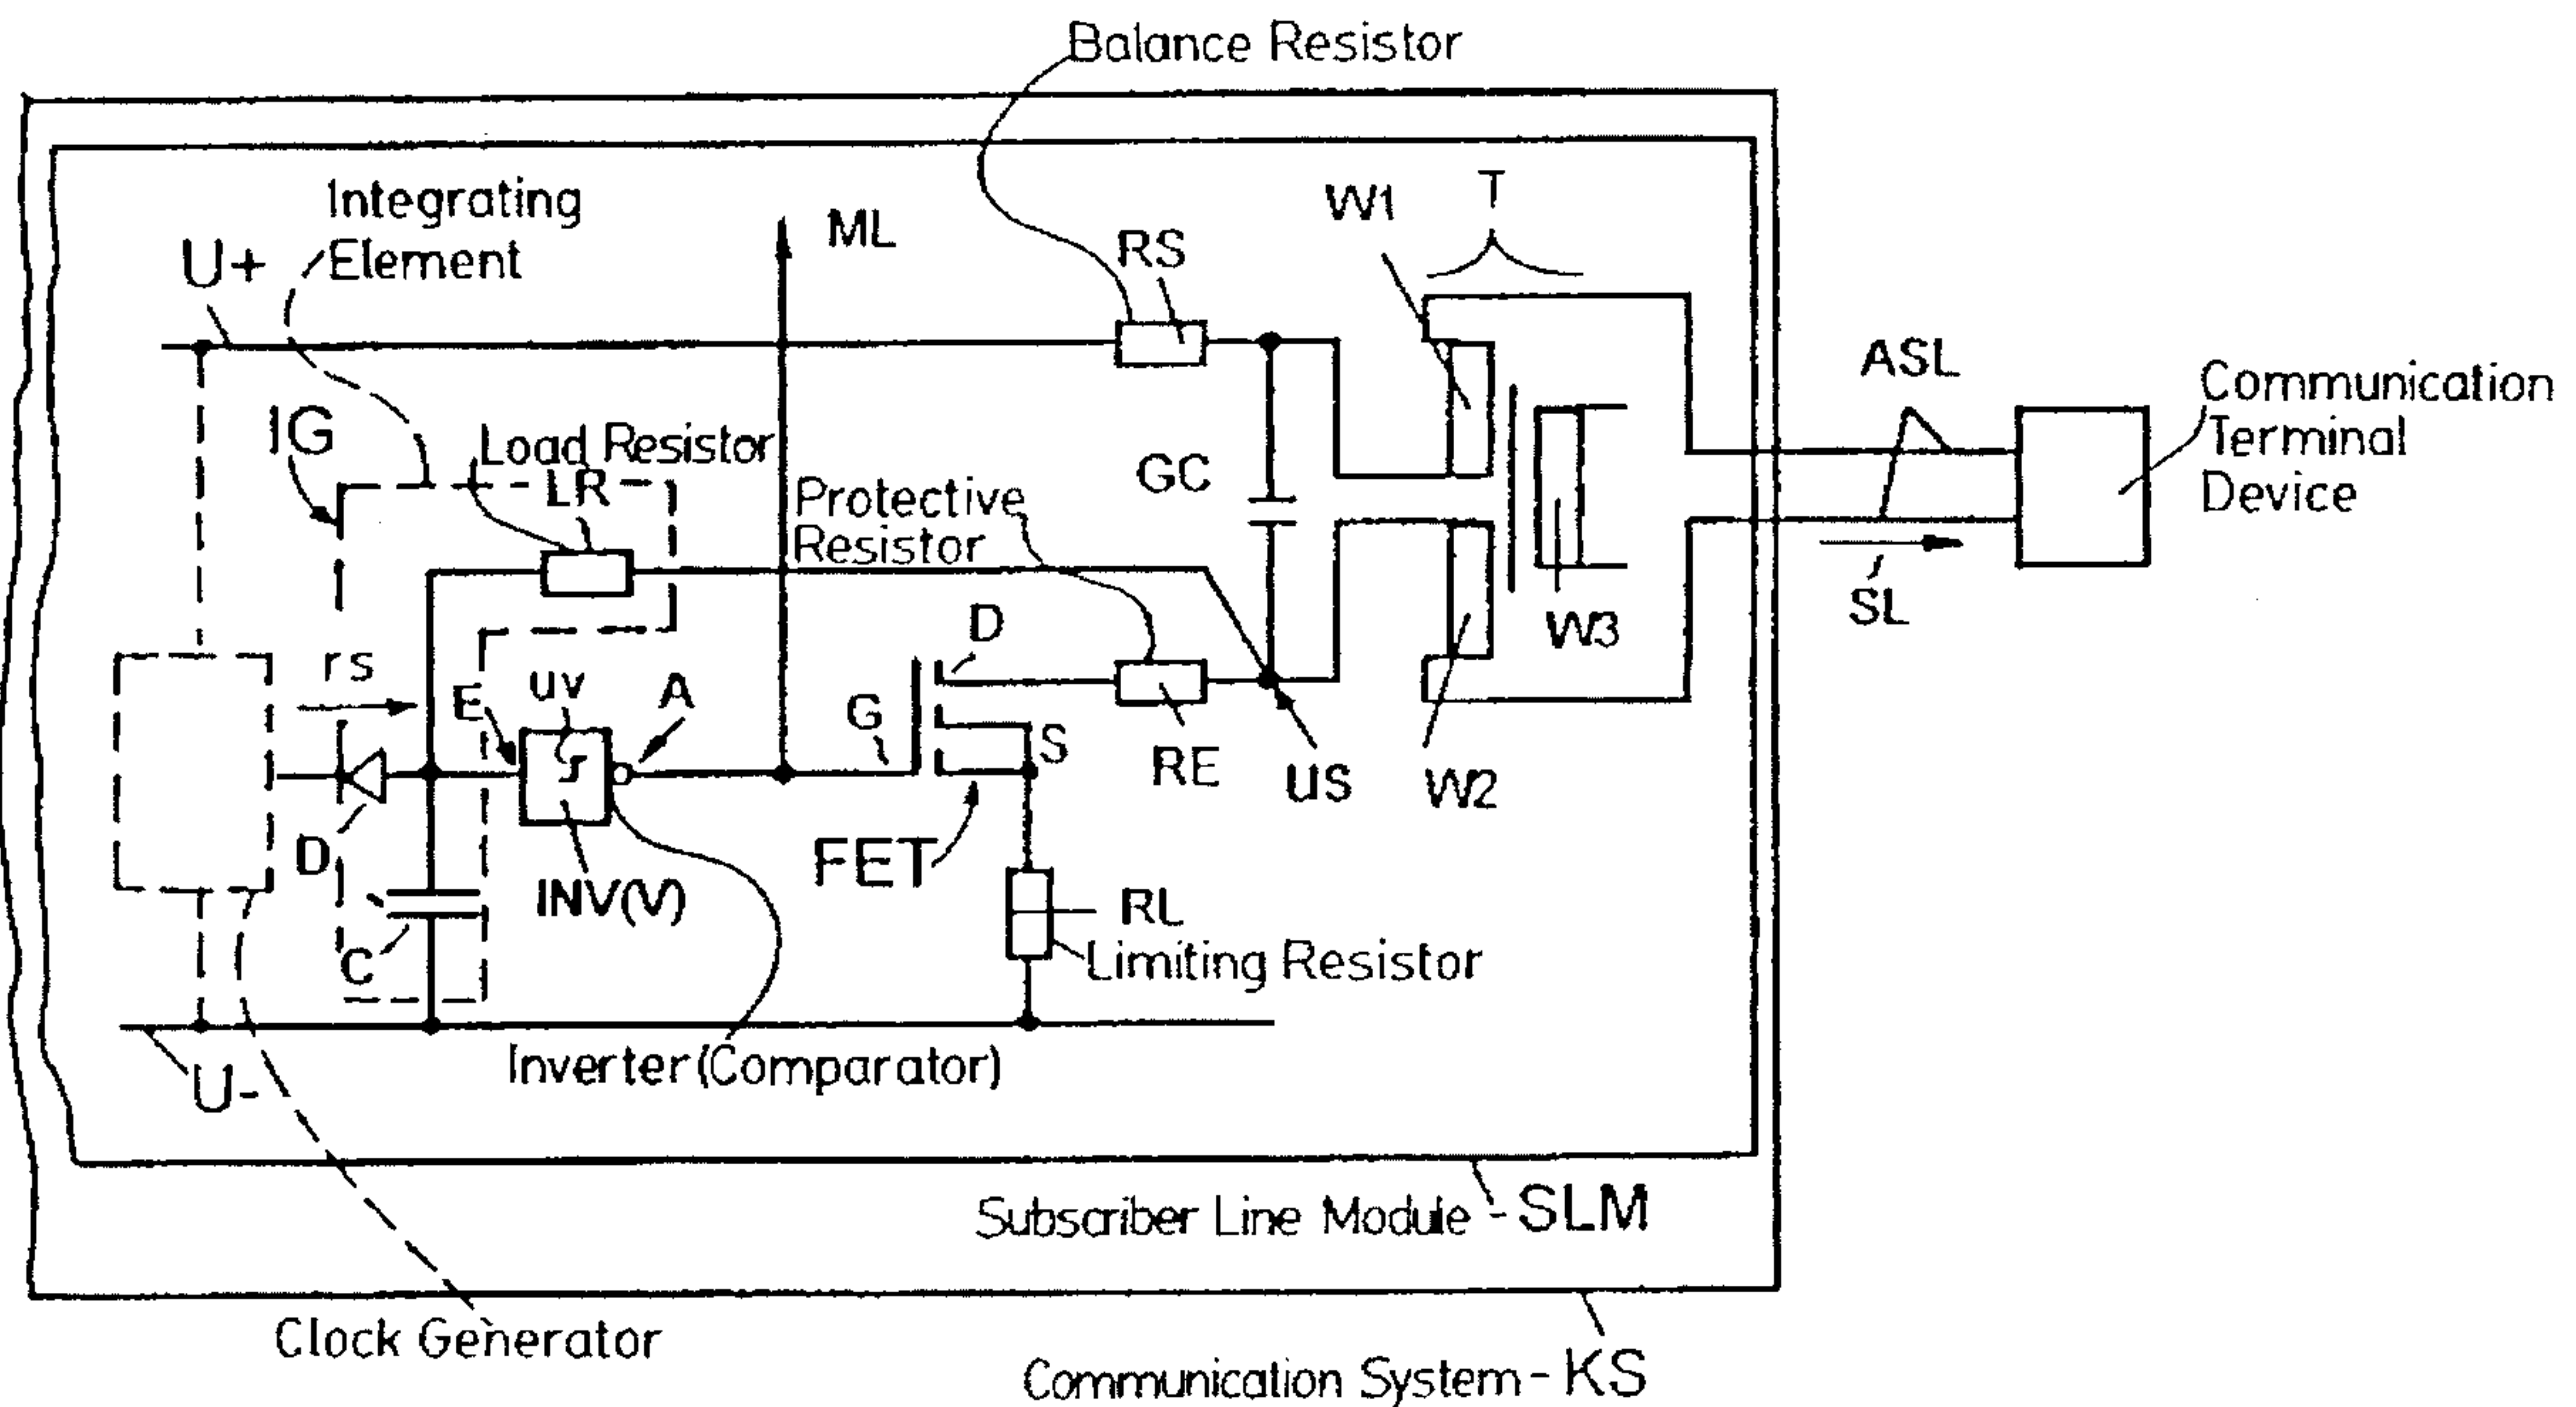 Balance Resistor
Integrating
Element
U+
ML
RS
W1
T
IG
Load Resistor
LR
Protective
Resistor
GC
ASL
Communication
Terminal
Device
SL
W3
rs
E
uv
A
D
G
S
RE
us
W2
D
INV(V)
FET
C
RL
Limiting Resistor
U-
Inverter(Comparator)
Subscriber Line Module - SLM
Clock Generator
Communication System - KS